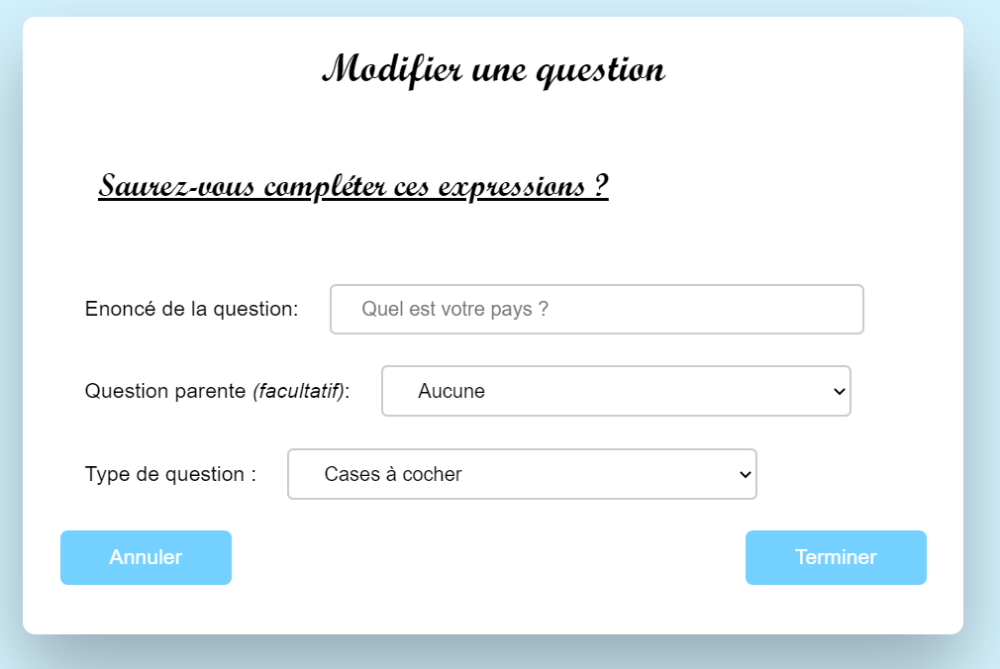 Modifier une question
Saurez-vous compléter ces expressions ?
Enoncé de la question: Quel est votre pays ?
Question parente (facultatif): Aucune
Type de question : Cases à cocher
Annuler Terminer